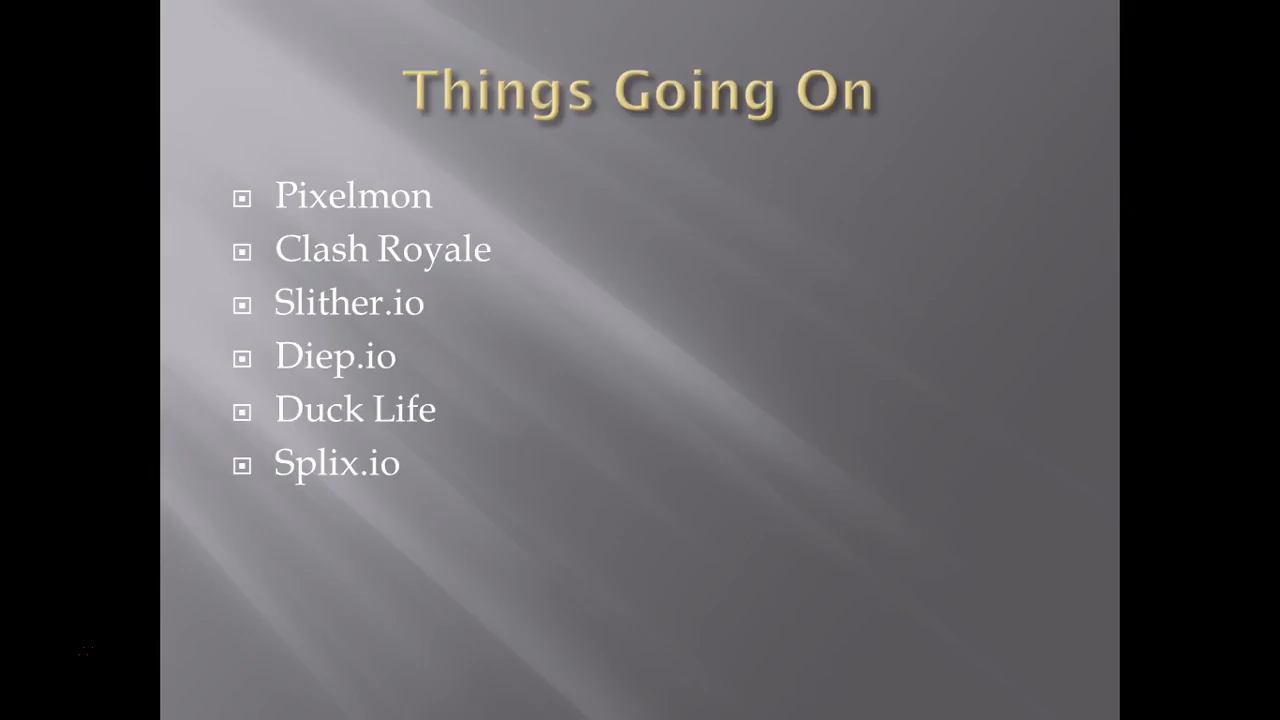 Things Going On
Pixelmon
Clash Royale
Slither.io
Diep.io
Duck Life
Splix.io